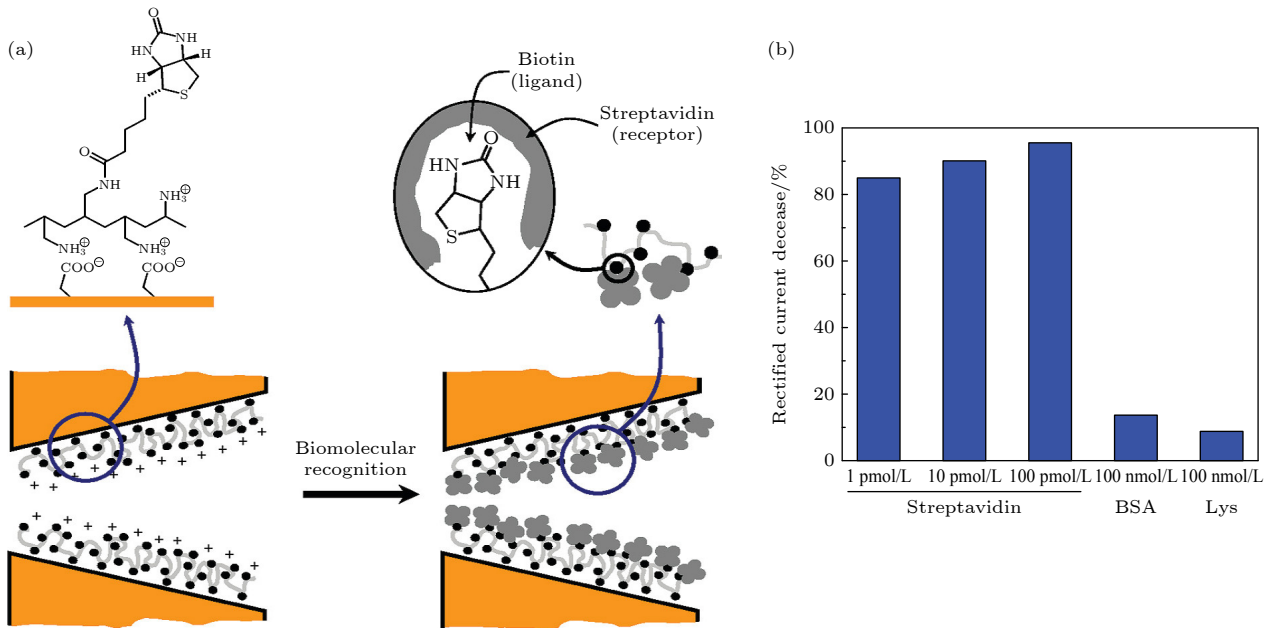 (a)
O
HN
NH
H
H
S
O
NH
NH₃⊕
NH₃⊕
NH₃⊕
COO⊖
COO⊖
Biotin
(ligand)
Streptavidin
(receptor)
O
HN
NH
S
+ + + + + + + + + + +
Biomolecular
recognition
+ + + + + + + +
(b)
Rectified current decease/%
100
80
60
40
20
0
1 pmol/L 10 pmol/L 100 pmol/L 100 nmol/L 100 nmol/L
Streptavidin BSA Lys